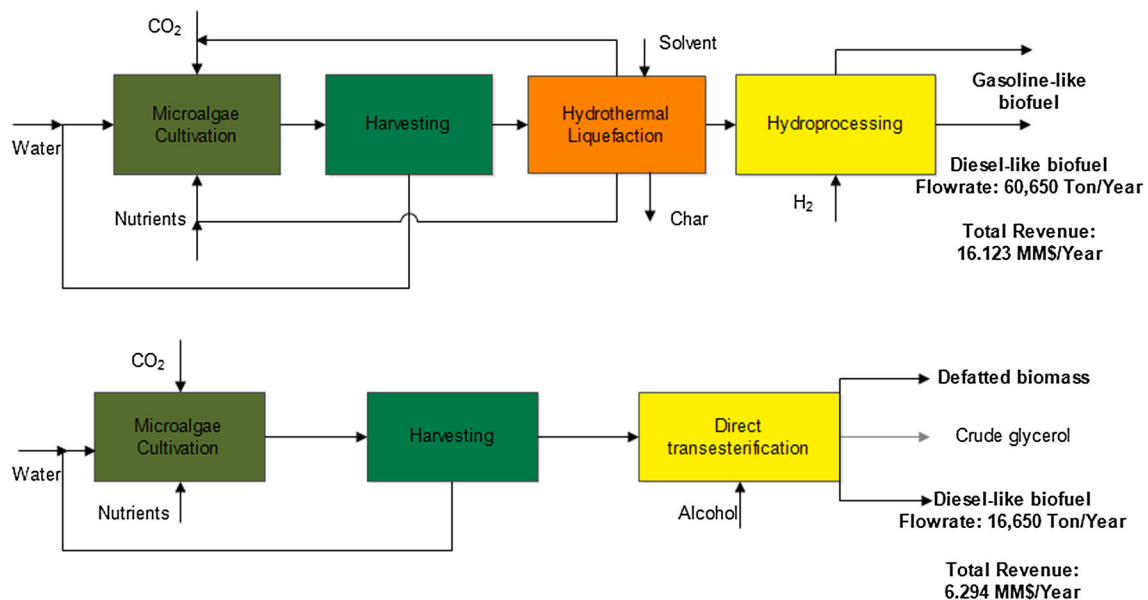 CO2
Solvent
Microalgae
Cultivation
Harvesting
Hydrothermal
Liquefaction
Hydroprocessing
Gasoline-like
biofuel
Water
Nutrients
Char
H2
Diesel-like biofuel
Flowrate: 60,650 Ton/Year
Total Revenue:
16.123 MM$/Year
CO2
Microalgae
Cultivation
Harvesting
Direct
transesterification
Defatted biomass
Crude glycerol
Water
Nutrients
Alcohol
Diesel-like biofuel
Flowrate: 16,650 Ton/Year
Total Revenue:
6.294 MM$/Year